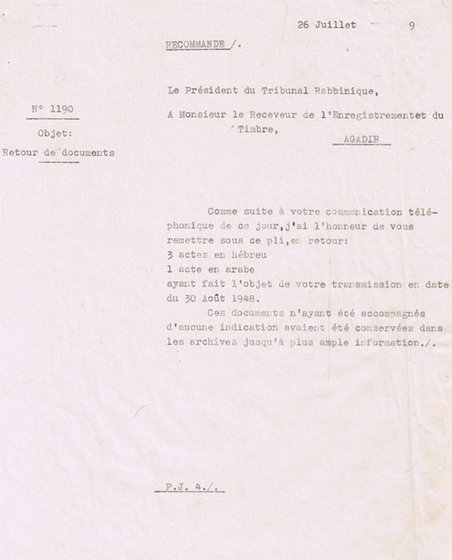 26 Juillet 9
RECOMMANDE /.
Le Président du Tribunal Rabbinique,
N° 1190
A Monsieur le Receveur de l'Enregistrementet du
Timbre,
Objet:
AGADIR
Retour de documents
Comme suite à votre communication télé-
phonique de ce jour,j'ai l'honneur de vous
remettre sous ce pli,en retour:
3 actes en hébreu
1 acte en arabe
ayant fait l'objet de votre transmission en date
du 30 Août 1948.
Ces documents n'ayant été accompagnés
d'aucune indication avaient été conservées dans
les archives jusqu'à plus ample information./.
P.J. 4./.